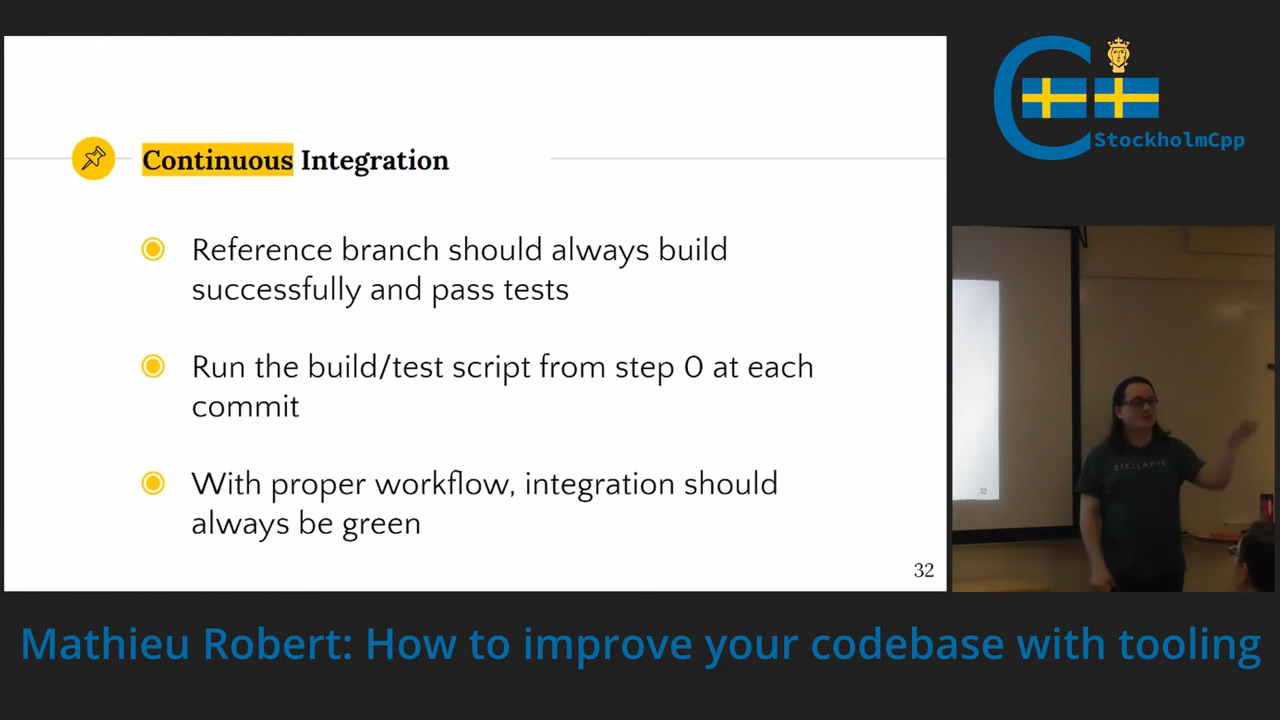 Continuous Integration
Reference branch should always build
successfully and pass tests
Run the build/test script from step 0 at each
commit
With proper workflow, integration should
always be green
32
StockholmCpp
STELLARIS
32
Mathieu Robert: How to improve your codebase with tooling